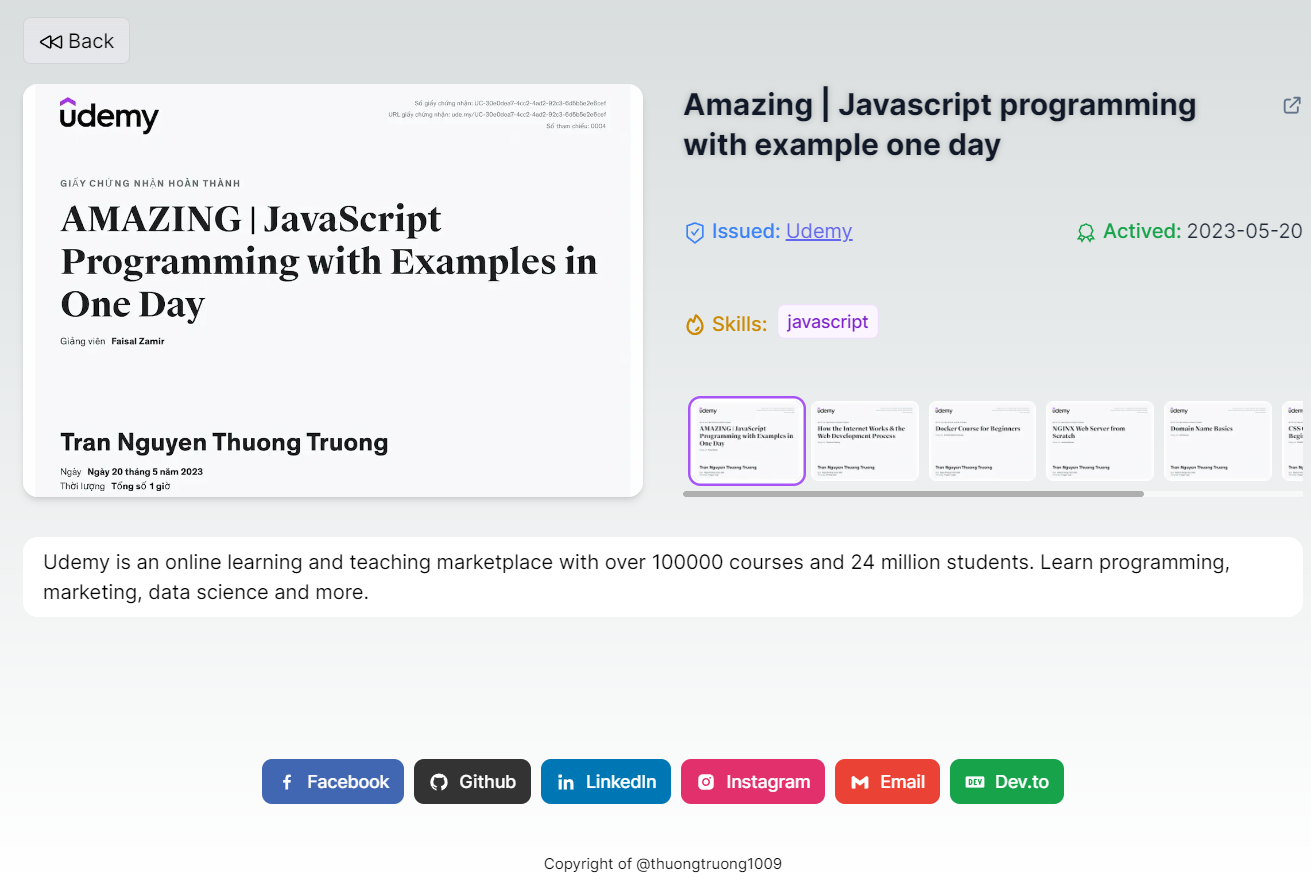 Back
udemy
Số giấy chứng nhận: UC-30e0dea7-4cc2-4ad2-92c3-6d5b5e2e6cef
URL giấy chứng nhận: ude.my/UC-30e0dea7-4cc2-4ad2-92c3-6d5b5e2e6cef
Số tham chiếu: 0004
GIẤY CHỨNG NHẬN HOÀN THÀNH
AMAZING | JavaScript
Programming with Examples in
One Day
Giảng viên Faisal Zamir
Tran Nguyen Thuong Truong
Ngày Ngày 20 tháng 5 năm 2023
Thời lượng Tổng số 1 giờ
Amazing | Javascript programming
with example one day
Issued: Udemy
Actived: 2023-05-20
Skills: javascript
udemy
AMAZING | JavaScript
Programming with Examples in
One Day
Tran Nguyen Thuong Truong
udemy
How the Internet Works & the
Web Development Process
Tran Nguyen Thuong Truong
udemy
Docker Course for Beginners
Tran Nguyen Thuong Truong
udemy
NGINX Web Server from
Scratch
Tran Nguyen Thuong Truong
udemy
Domain Name Basics
Tran Nguyen Thuong Truong
Udemy is an online learning and teaching marketplace with over 100000 courses and 24 million students. Learn programming,
marketing, data science and more.
Facebook
Github
LinkedIn
Instagram
Email
DEV Dev.to
Copyright of @thuongtruong1009